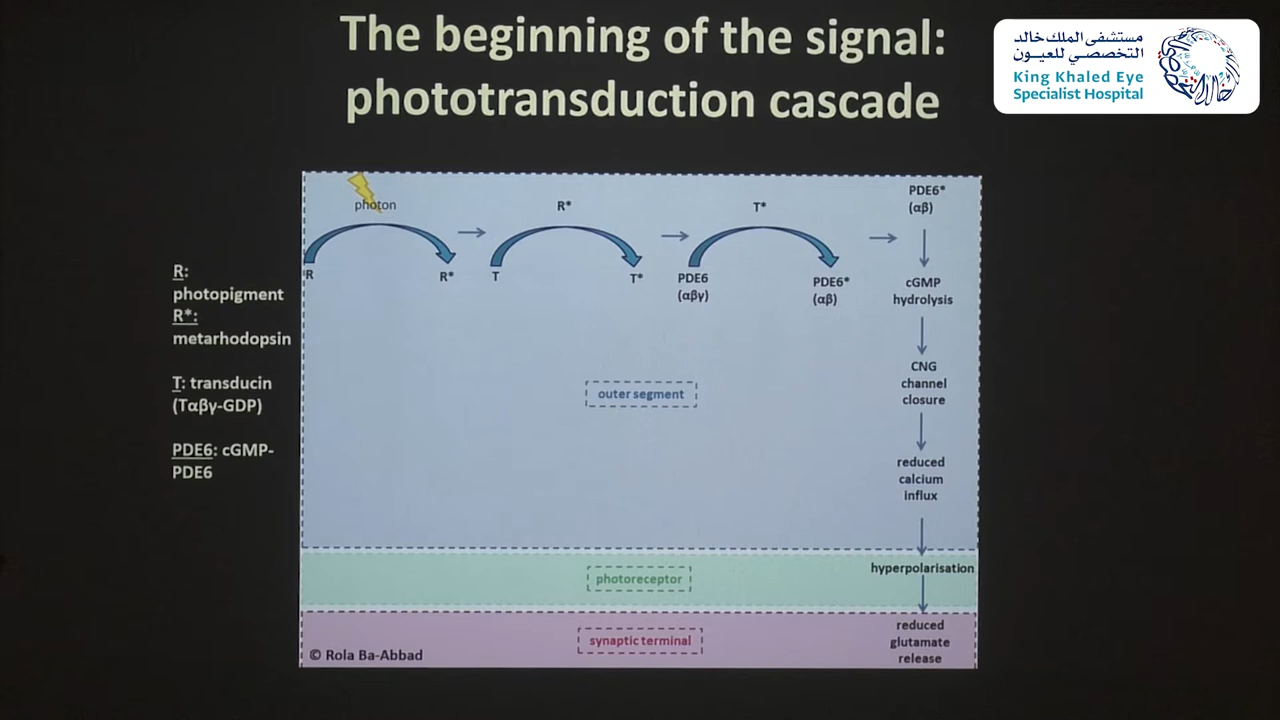 The beginning of the signal:
phototransduction cascade
مستشفى الملك خالد
التخصصي للعيون
King Khaled Eye
Specialist Hospital
R:
photopigment
R*:
metarhodopsin
T: transducin
(Tαβγ-GDP)
PDE6: cGMP-
PDE6
photon
R
R*
R*
T
T*
T*
PDE6
(αβγ)
PDE6*
(αβ)
PDE6*
(αβ)
cGMP
hydrolysis
CNG
channel
closure
reduced
calcium
influx
outer segment
photoreceptor
hyperpolarisation
synaptic terminal
reduced
glutamate
release
© Rola Ba-Abbad